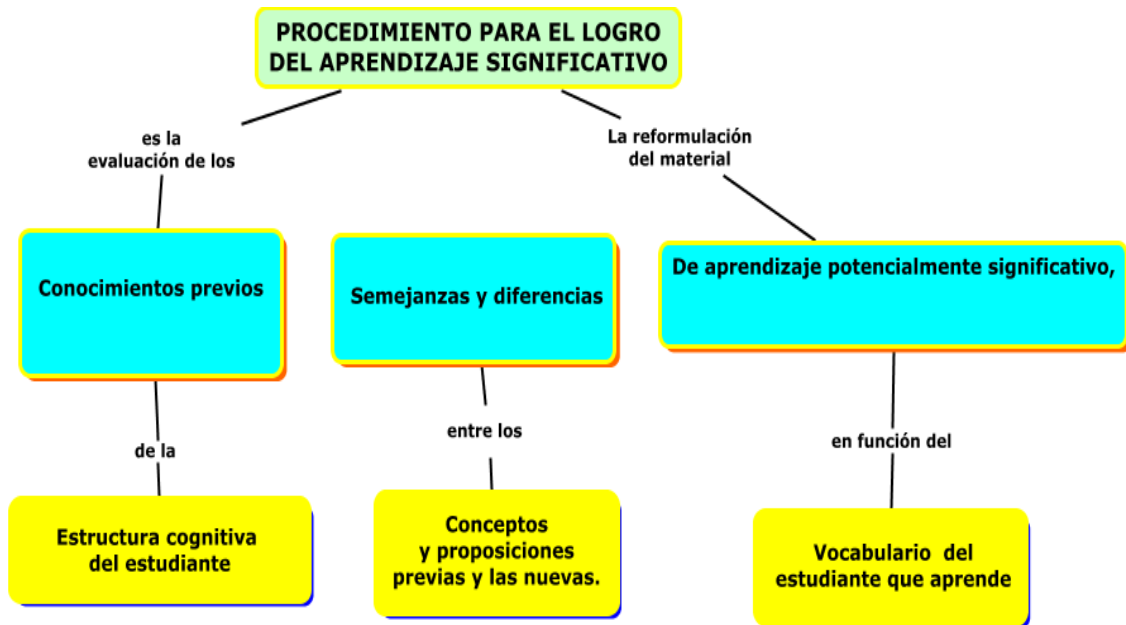 PROCEDIMIENTO PARA EL LOGRO
DEL APRENDIZAJE SIGNIFICATIVO
es la
evaluación de los
La reformulación
del material
Conocimientos previos
Semejanzas y diferencias
De aprendizaje potencialmente significativo,
de la
entre los
en función del
Estructura cognitiva
del estudiante
Conceptos
y proposiciones
previas y las nuevas.
Vocabulario del
estudiante que aprende